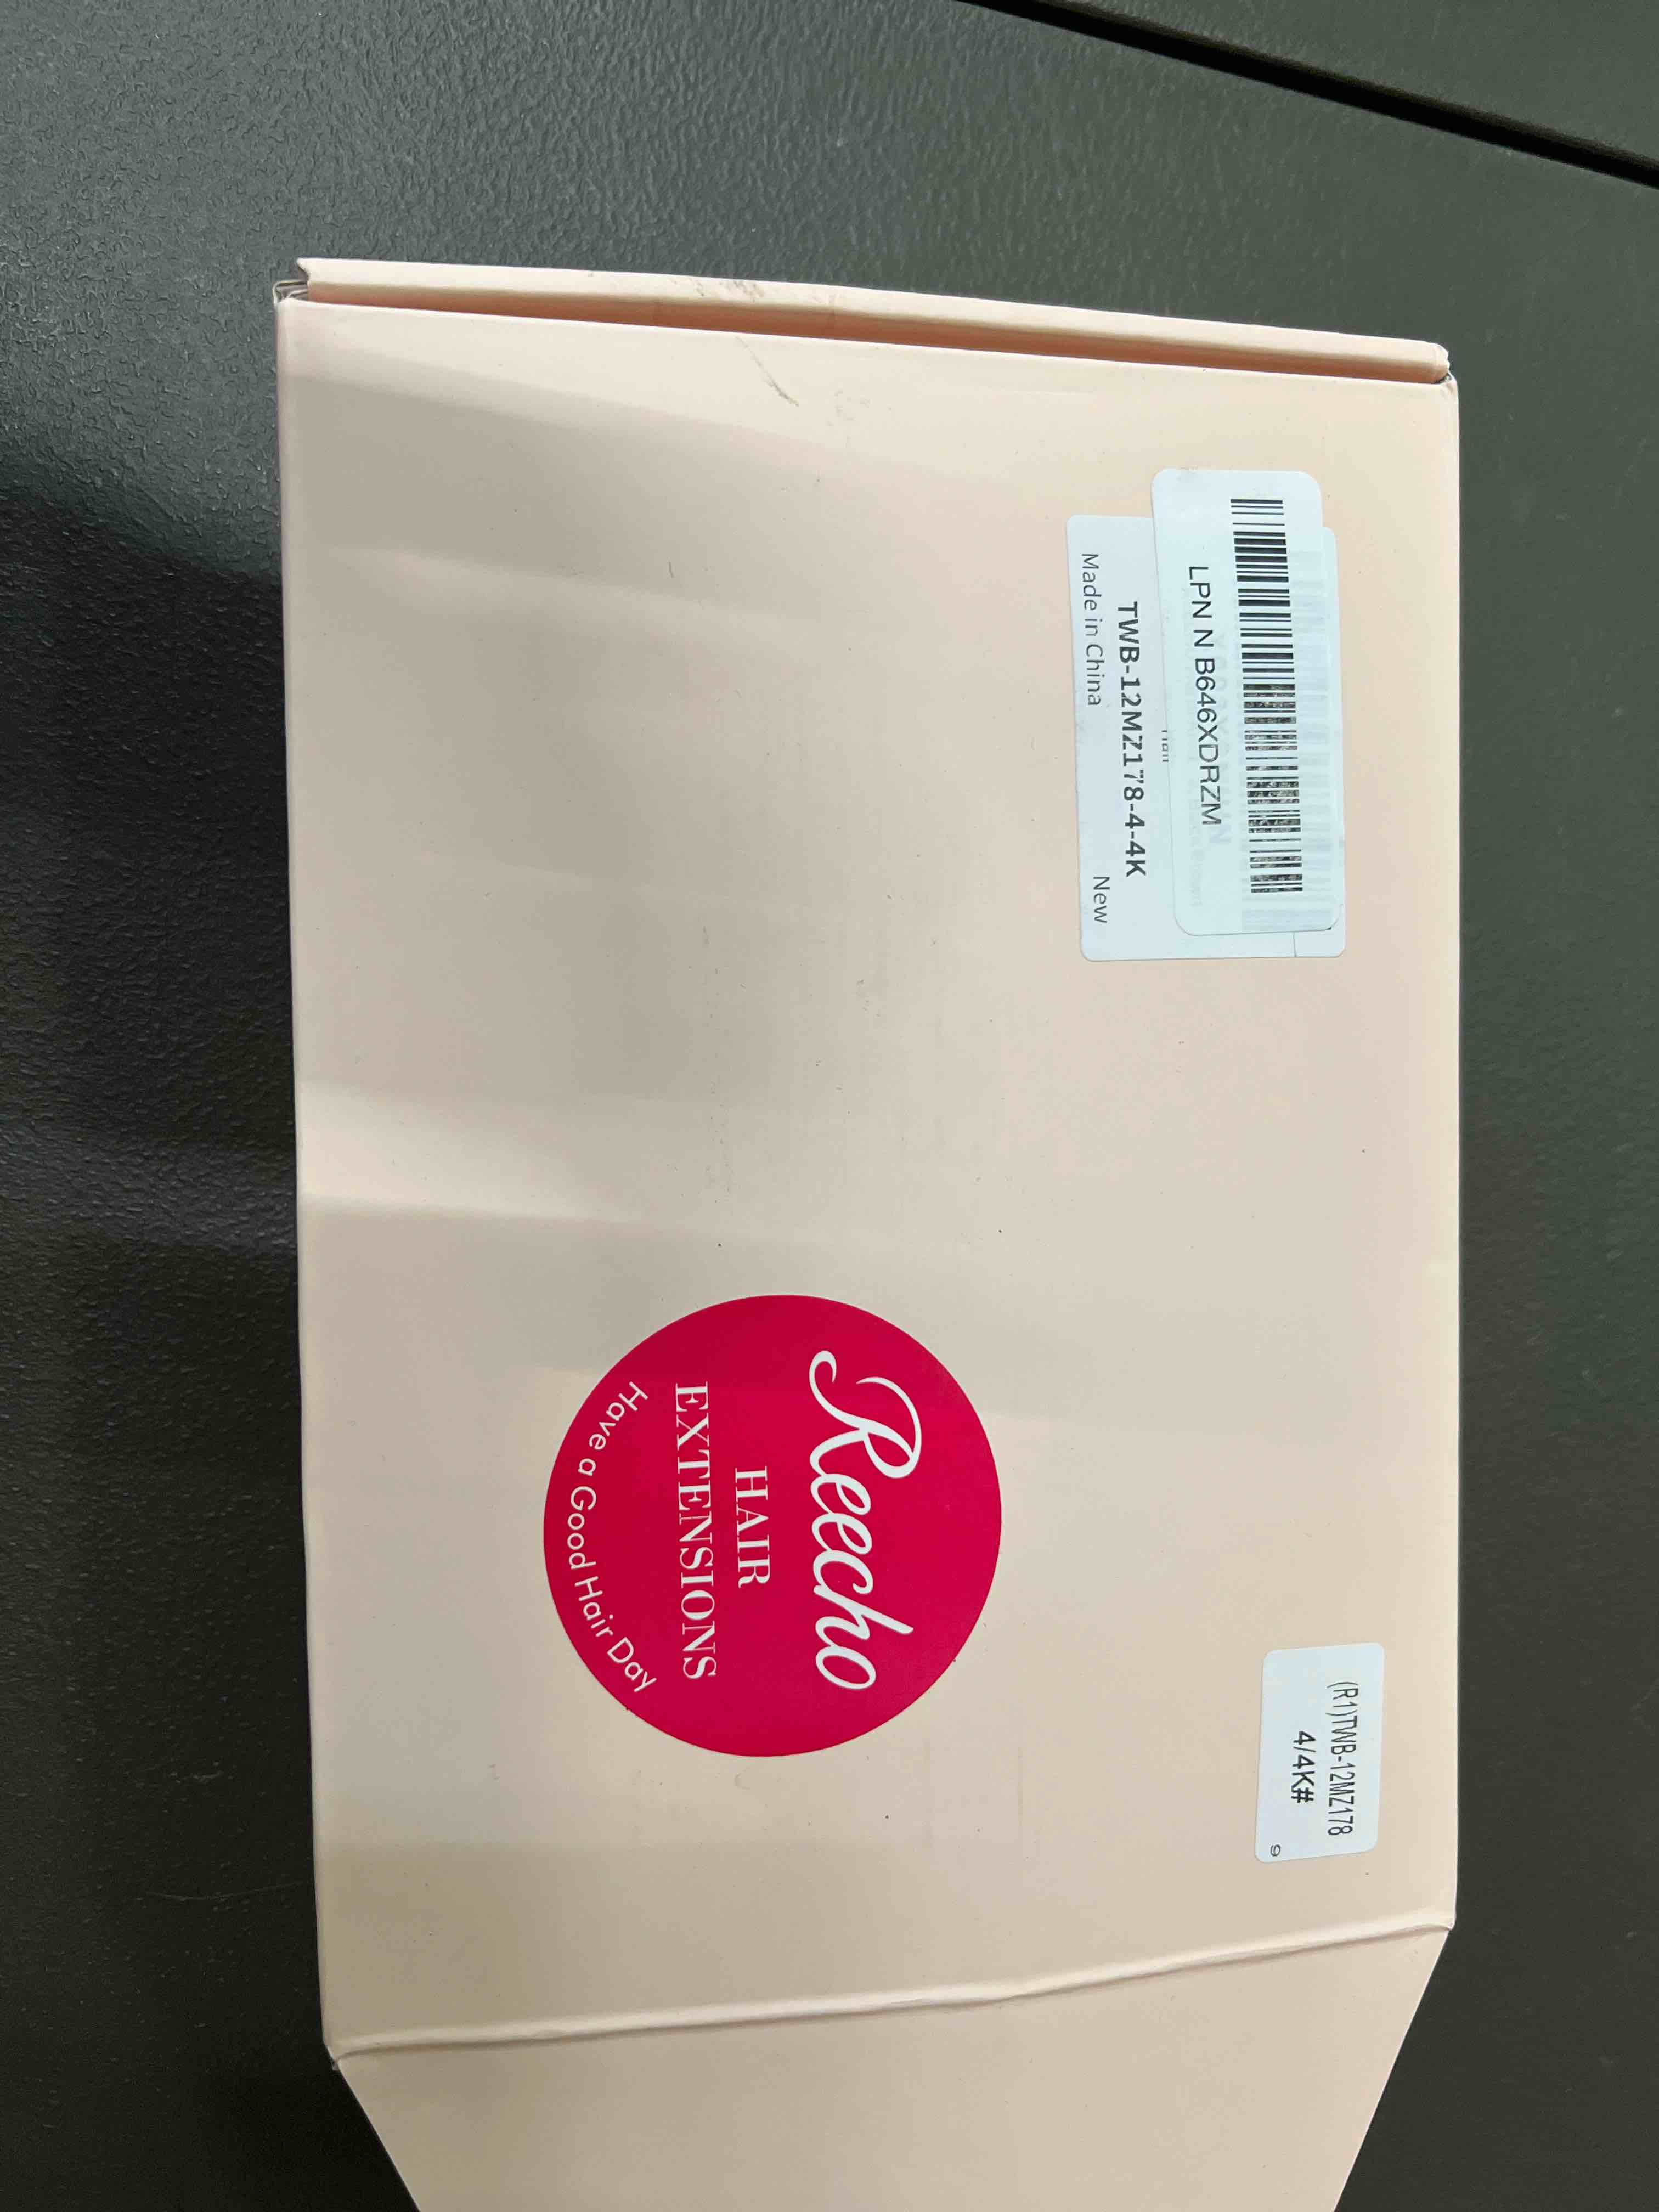 LPN N B646XDRZM
TWB-12MZ178-4-4K
Made in China
New
Reecho
HAIR
EXTENSIONS
Have a Good Hair Day
(R1)TWB-12MZ178
4/4K#
9